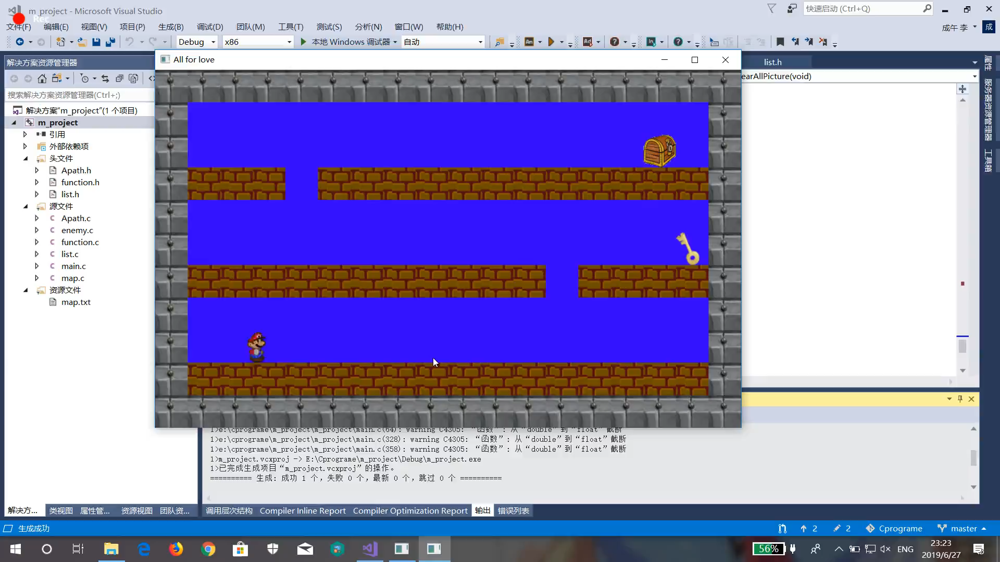 m_project - Microsoft Visual Studio
快速启动 (Ctrl+Q)
Rec
文件(F) 编辑(E) 视图(V) 项目(P) 生成(B) 调试(D) 团队(M) 工具(T) 测试(S) 分析(N) 窗口(W) 帮助(H)
成午 李
成
Debug x86 本地 Windows 调试器 自动
解决方案资源管理器
All for love
list.h
earAllPicture(void)
搜索解决方案资源管理器(Ctrl+;)
解决方案“m_project”(1 个项目)
m_project
引用
外部依赖项
头文件
Apath.h
function.h
list.h
源文件
Apath.c
enemy.c
function.c
list.c
main.c
map.c
资源文件
map.txt
属性
服务器资源管理器
工具箱
1>e:\cprograme\m_project\m_project\main.c(64): warning C4305: “函数”: 从“double”到“float”截断
1>e:\cprograme\m_project\m_project\main.c(328): warning C4305: “函数”: 从“double”到“float”截断
1>e:\cprograme\m_project\m_project\main.c(358): warning C4305: “函数”: 从“double”到“float”截断
1>m_project.vcxproj -> E:\Cprograme\m_project\Debug\m_project.exe
1>已完成生成项目“m_project.vcxproj”的操作。
========== 生成: 成功 1 个，失败 0 个，最新 0 个，跳过 0 个 ==========
解决方... 类视图 属性管... 资源视图 团队资...
调用层次结构 Compiler Inline Report Compiler Optimization Report 输出 错误列表
生成成功
2 2 Cprograme master
56%
ENG
23:23
2019/6/27